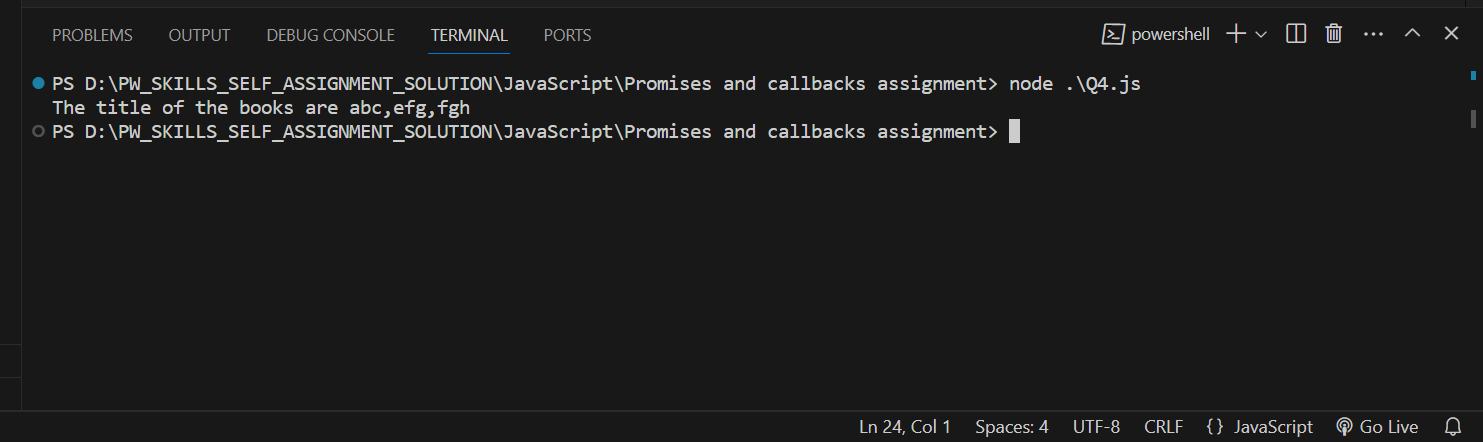 PROBLEMS OUTPUT DEBUG CONSOLE TERMINAL PORTS powershell
PS D:\PW_SKILLS_SELF_ASSIGNMENT_SOLUTION\JavaScript\Promises and callbacks assignment> node .\Q4.js
The title of the books are abc,efg,fgh
PS D:\PW_SKILLS_SELF_ASSIGNMENT_SOLUTION\JavaScript\Promises and callbacks assignment>
Ln 24, Col 1 Spaces: 4 UTF-8 CRLF {} JavaScript Go Live